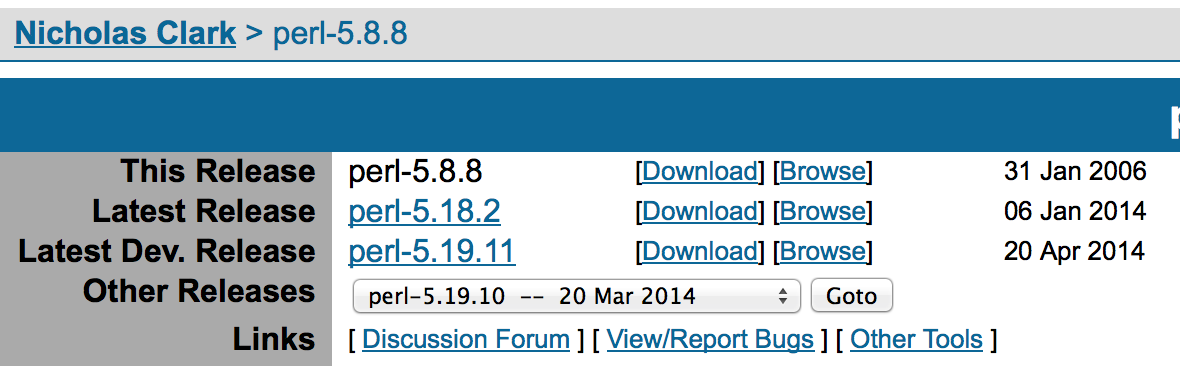 Nicholas Clark > perl-5.8.8
This Release perl-5.8.8 [Download] [Browse] 31 Jan 2006
Latest Release perl-5.18.2 [Download] [Browse] 06 Jan 2014
Latest Dev. Release perl-5.19.11 [Download] [Browse] 20 Apr 2014
Other Releases perl-5.19.10 -- 20 Mar 2014 Goto
Links [ Discussion Forum ] [ View/Report Bugs ] [ Other Tools ]